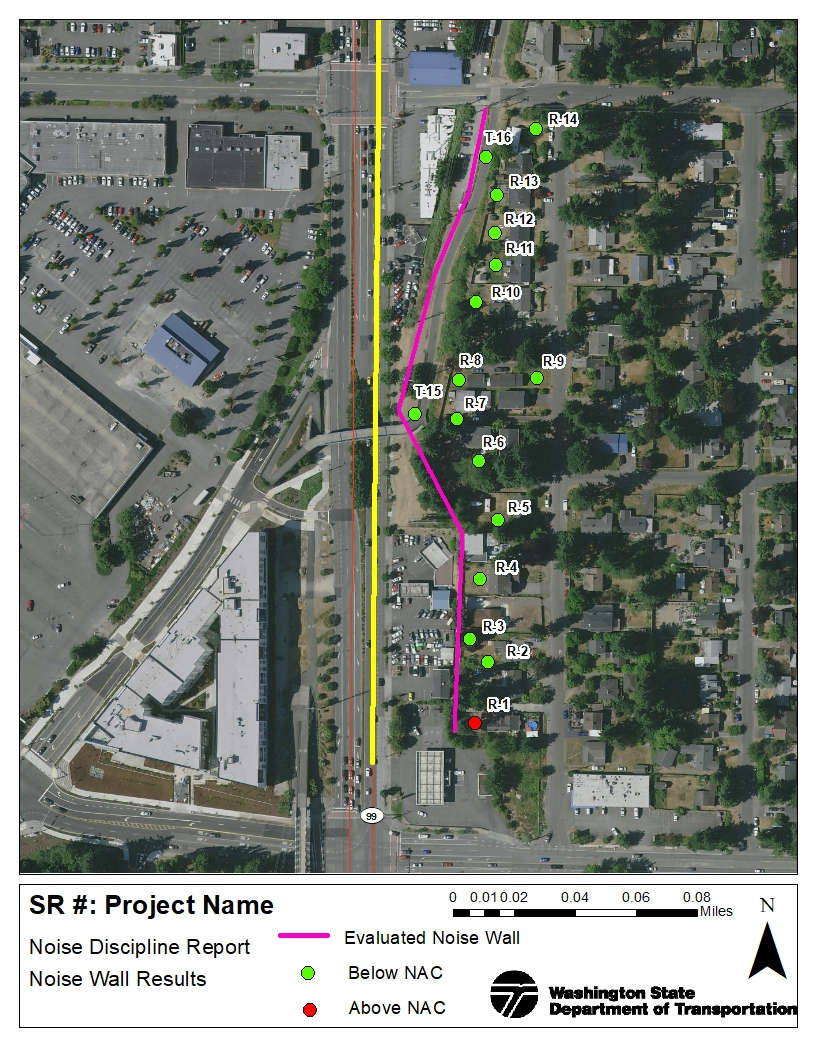 R-14
T-16
R-13
R-12
R-11
R-10
R-8
R-9
T-15
R-7
R-6
R-5
R-4
R-3
R-2
R-1
99
SR #: Project Name
Noise Discipline Report
Noise Wall Results
Evaluated Noise Wall
Below NAC
Above NAC
0 0.01 0.02 0.04 0.06 0.08
Miles
N
Washington State
Department of Transportation